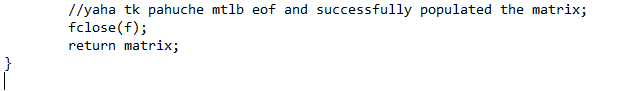 //yaha tk pahuche mtlb eof and successfully populated the matrix;
fclose(f);
return matrix;
}